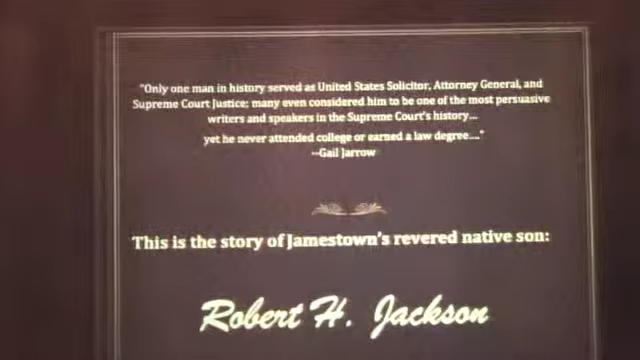 "Only one man in history served as United States Solicitor, Attorney General, and
Supreme Court Justice; many even considered him to be one of the most persuasive
writers and speakers in the Supreme Court's history...
yet he never attended college or earned a law degree...."
--Gail Jarrow
This is the story of Jamestown's revered native son:
Robert H. Jackson